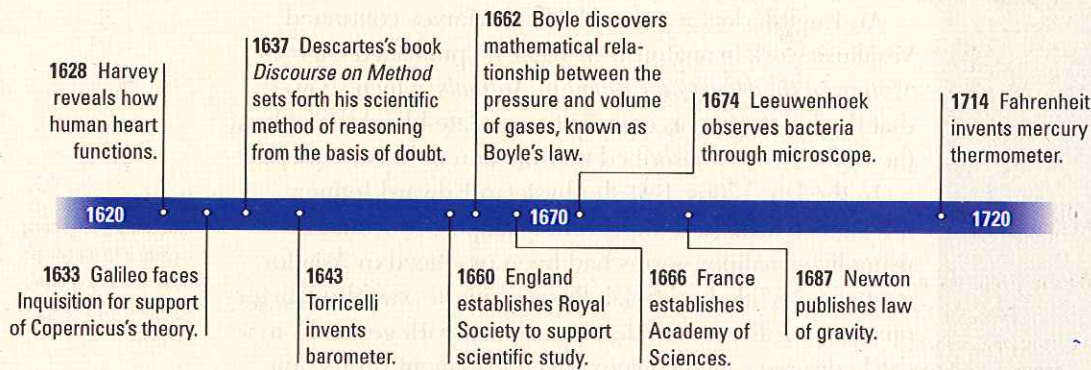 1628 Harvey
reveals how
human heart
functions.
1637 Descartes's book
Discourse on Method
sets forth his scientific
method of reasoning
from the basis of doubt.
1662 Boyle discovers
mathematical rela-
tionship between the
pressure and volume
of gases, known as
Boyle's law.
1674 Leeuwenhoek
observes bacteria
through microscope.
1714 Fahrenheit
invents mercury
thermometer.
1620
1670
1720
1633 Galileo faces
Inquisition for support
of Copernicus's theory.
1643
Torricelli
invents
barometer.
1660 England
establishes Royal
Society to support
scientific study.
1666 France
establishes
Academy of
Sciences.
1687 Newton
publishes law
of gravity.